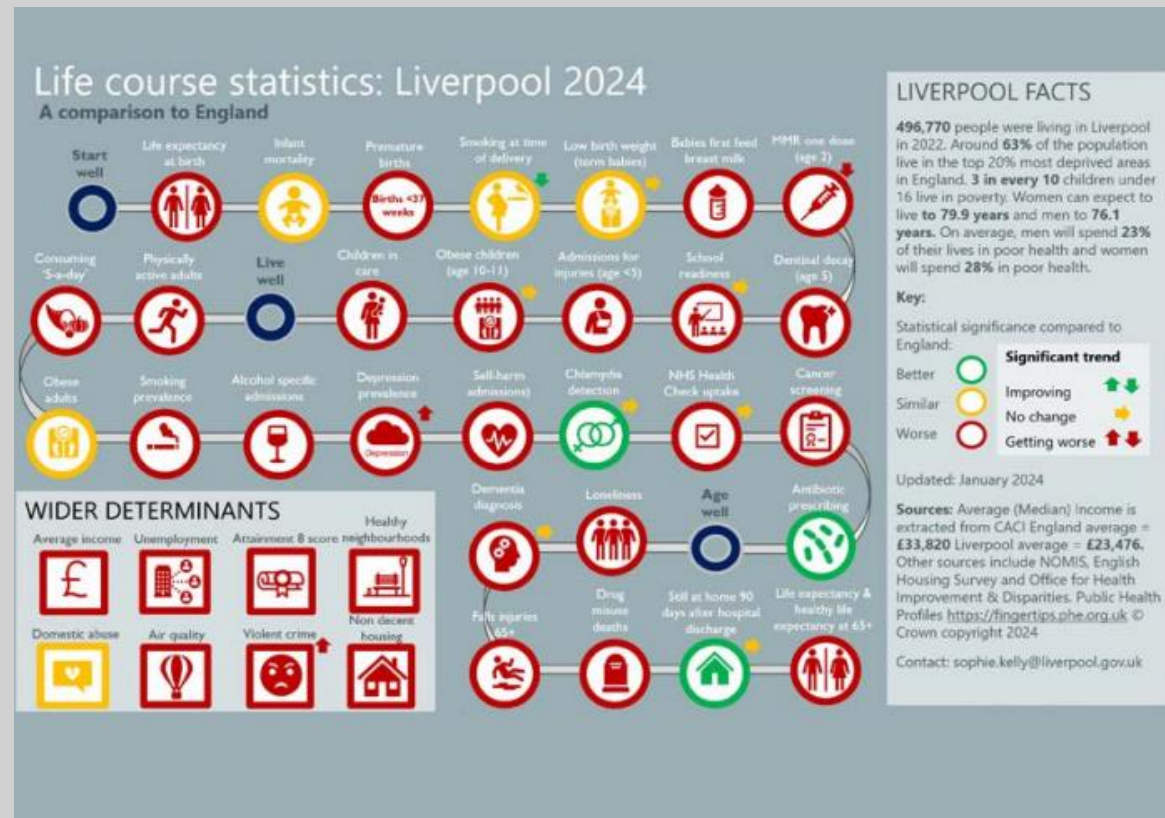 Life course statistics: Liverpool 2024
A comparison to England
Start
well
Life expectancy
at birth
Infant
mortality
Premature
births
Births <37
weeks
Smoking at time
of delivery
Low birth weight
(term babies)
Babies first feed
breast milk
MMR one dose
(age 2)
Consuming
'5-a-day'
Physically
active adults
Live
well
Children in
care
Obese children
(age 10-11)
Admissions for
injuries (age <5)
School
readiness
Dentinal decay
(age 5)
Obese
adults
Smoking
prevalence
Alcohol specific
admissions
Depression
prevalence
Depression
Self-harm
admissions)
Chlamydia
detection
NHS Health
Check uptake
Cancer
screening
Dementia
diagnosis
Loneliness
Age
well
Antibiotic
prescribing
Falls injuries
65+
Drug
misuse
deaths
Still at home 90
days after hospital
discharge
Life expectancy &
healthy life
expectancy at 65+
WIDER DETERMINANTS
Average income
Unemployment
Attainment 8 score
Healthy
neighbourhoods
£
Domestic abuse
Air quality
Violent crime
Non decent
housing
LIVERPOOL FACTS
496,770 people were living in Liverpool
in 2022. Around 63% of the population
live in the top 20% most deprived areas
in England. 3 in every 10 children under
16 live in poverty. Women can expect to
live to 79.9 years and men to 76.1
years. On average, men will spend 23%
of their lives in poor health and women
will spend 28% in poor health.
Key:
Statistical significance compared to
England:
Better
Similar
Worse
Significant trend
Improving
No change
Getting worse
Updated: January 2024
Sources: Average (Median) Income is
extracted from CACI England average =
£33,820 Liverpool average = £23,476.
Other sources include NOMIS, English
Housing Survey and Office for Health
Improvement & Disparities. Public Health
Profiles https://fingertips.phe.org.uk ©
Crown copyright 2024
Contact: sophie.kelly@liverpool.gov.uk